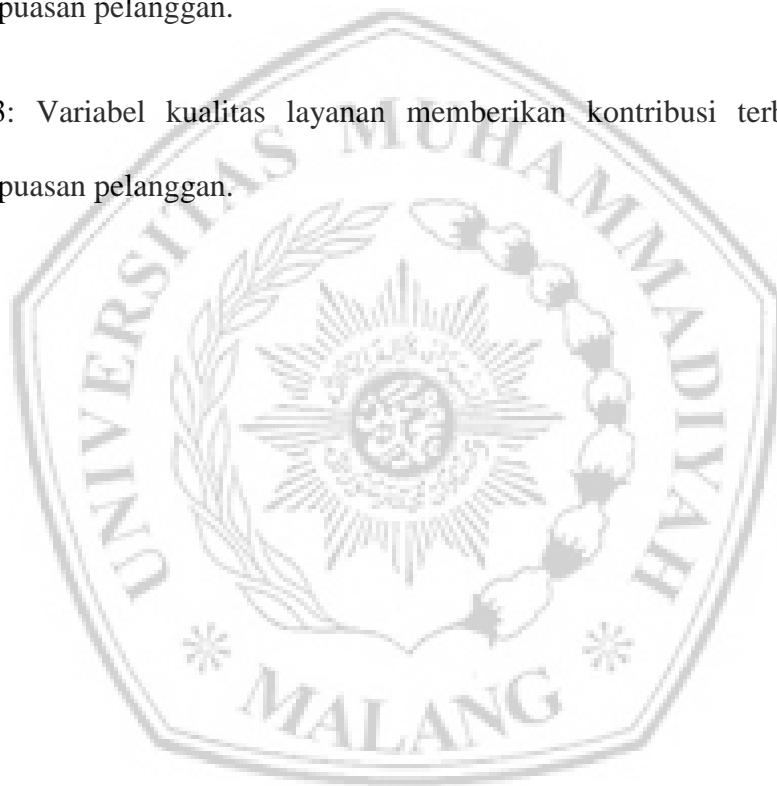 puasan pelanggan.
3: Variabel kualitas layanan memberikan kontribusi terb
puasan pelanggan.
UNIVERSITAS MUHAMMADIYAH
MALANG